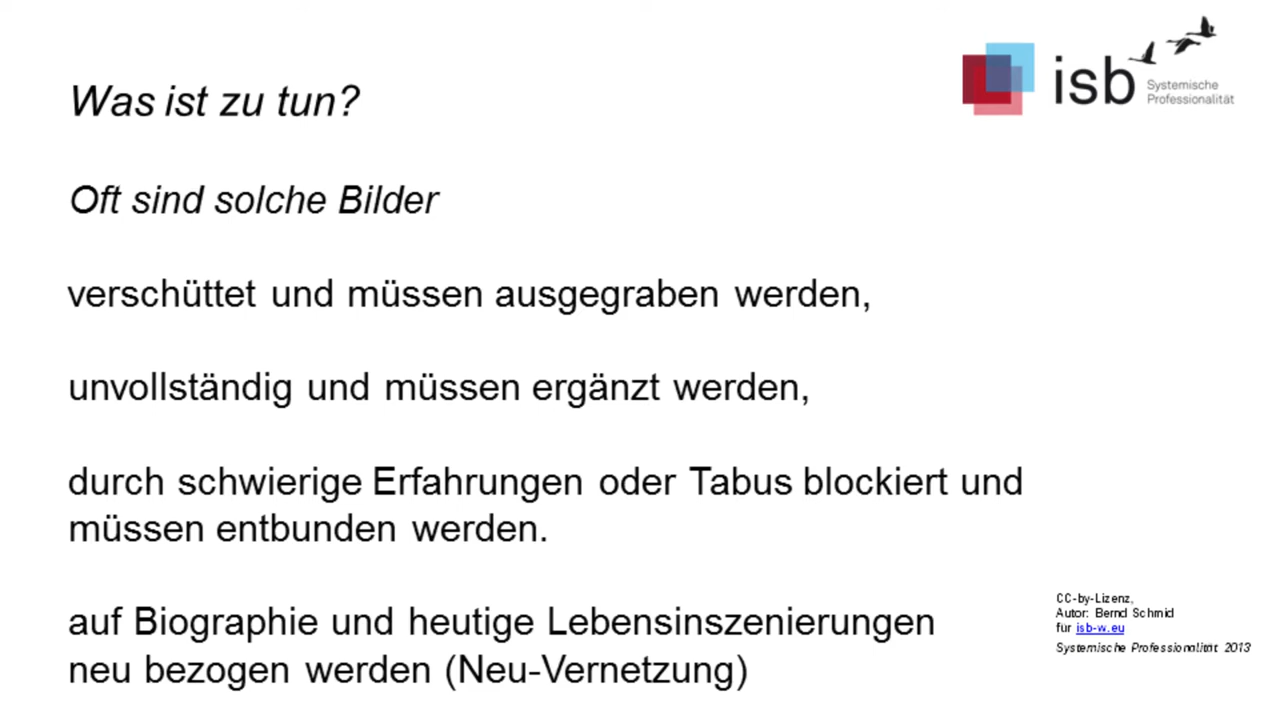 Was ist zu tun?
isb
Systemische
Professionalität
Oft sind solche Bilder
verschüttet und müssen ausgegraben werden,
unvollständig und müssen ergänzt werden,
durch schwierige Erfahrungen oder Tabus blockiert und
müssen entbunden werden.
auf Biographie und heutige Lebensinszenierungen
neu bezogen werden (Neu-Vernetzung)
CC-by-Lizenz,
Autor: Bernd Schmid
für isb-w.eu
Systemische Professionalität 2013